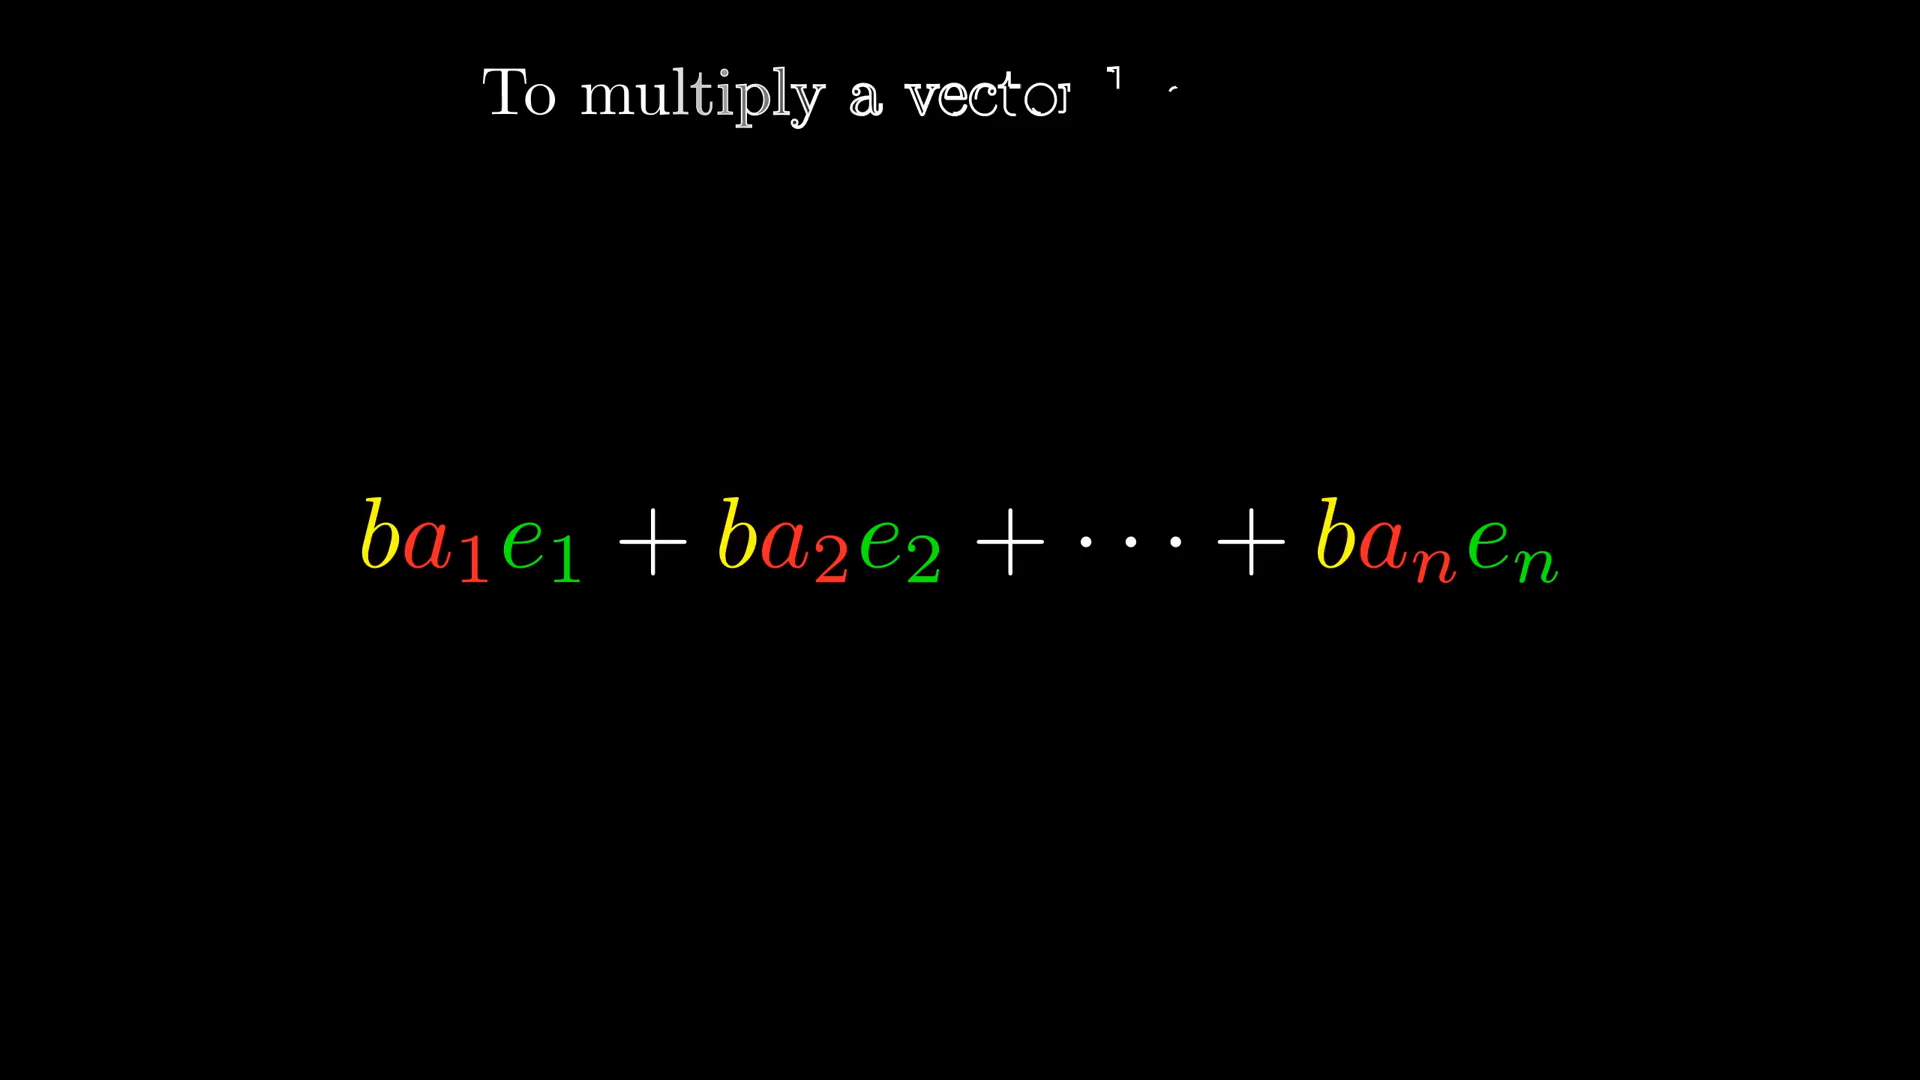 To multiply a vector
ba₁e₁ + ba₂e₂ + ⋯ + baₙeₙ